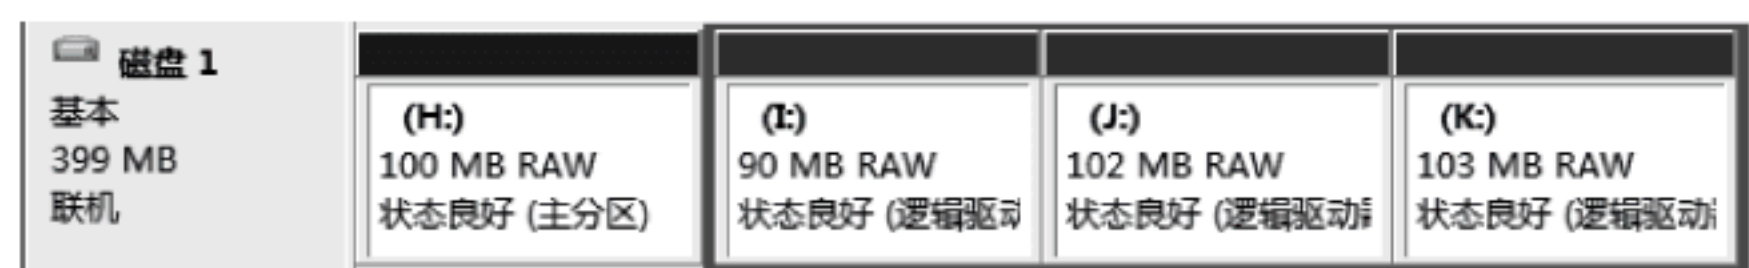 磁盘 1
基本
399 MB
联机
(H:)
100 MB RAW
状态良好 (主分区)
(I:)
90 MB RAW
状态良好 (逻辑驱动
(J:)
102 MB RAW
状态良好 (逻辑驱动
(K:)
103 MB RAW
状态良好 (逻辑驱动